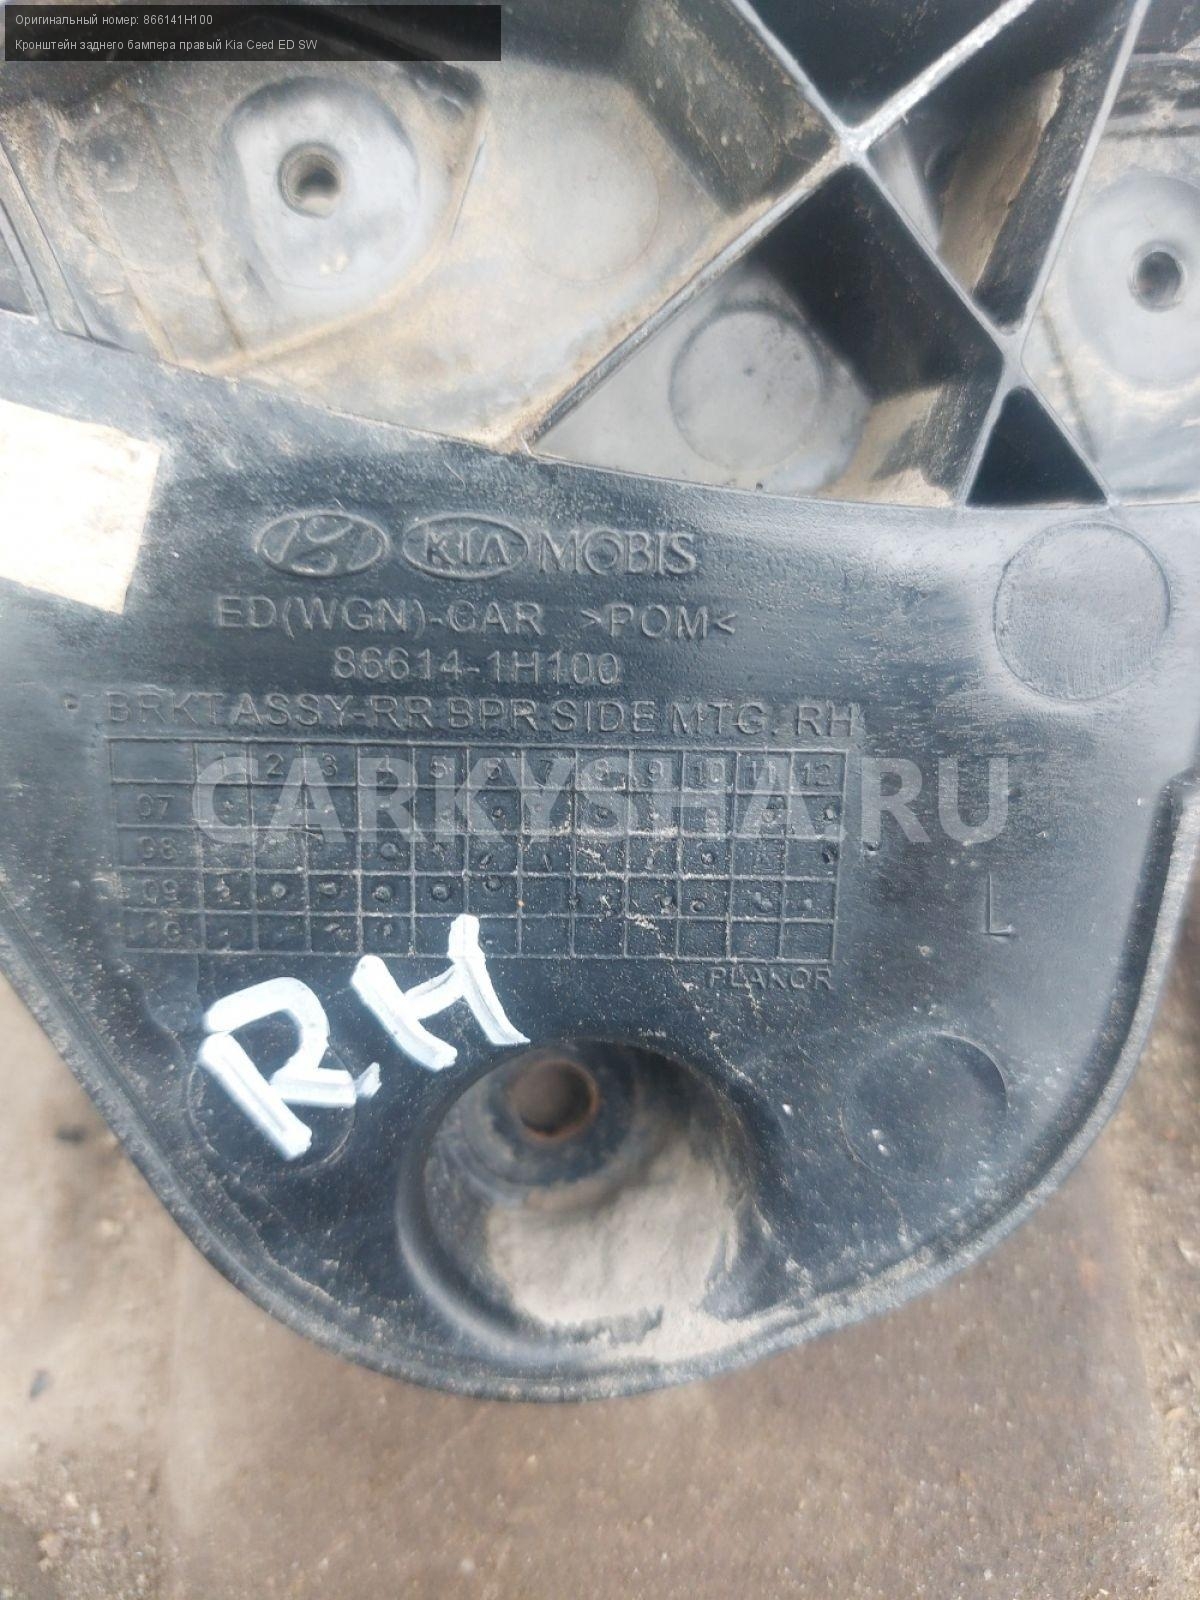 Оригинальный номер: 866141H100
Кронштейн заднего бампера правый Kia Ceed ED SW
KIA MOBIS
ED(WGN)-CAR >POM<
86614-1H100
BRKT ASSY-RR BPR SIDE MTG, RH
1 2 3 4 5 6 7 8 9 10 11 12
CARKYSHA.RU
07
08
09
10
L
PLAKOR
RH